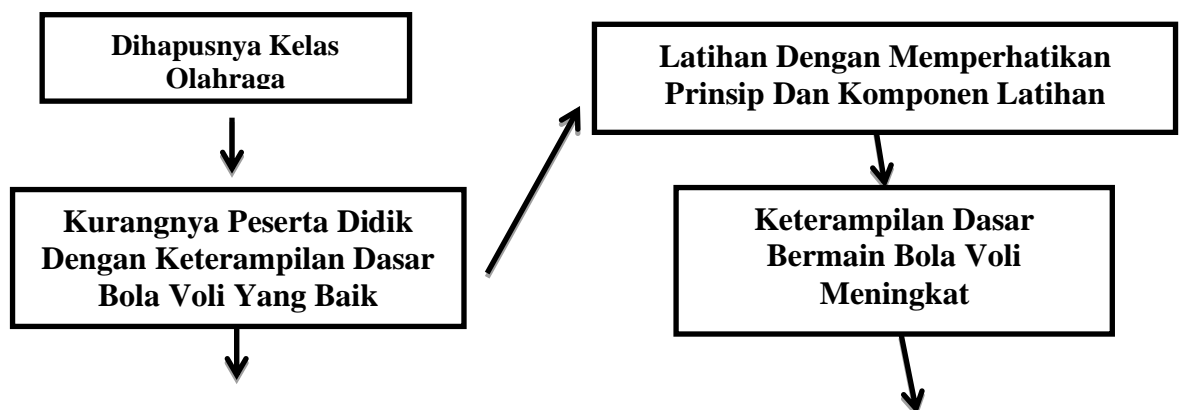 Dihapusnya Kelas
Olahraga
Kurangnya Peserta Didik
Dengan Keterampilan Dasar
Bola Voli Yang Baik
Latihan Dengan Memperhatikan
Prinsip Dan Komponen Latihan
Keterampilan Dasar
Bermain Bola Voli
Meningkat